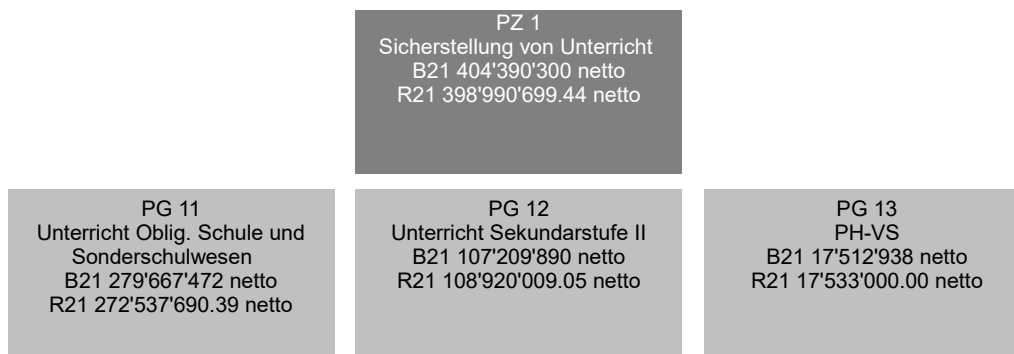 PZ 1
Sicherstellung von Unterricht
B21 404'390'300 netto
R21 398'990'699.44 netto
PG 11
Unterricht Oblig. Schule und
Sonderschulwesen
B21 279'667'472 netto
R21 272'537'690.39 netto
PG 12
Unterricht Sekundarstufe II
B21 107'209'890 netto
R21 108'920'009.05 netto
PG 13
PH-VS
B21 17'512'938 netto
R21 17'533'000.00 netto